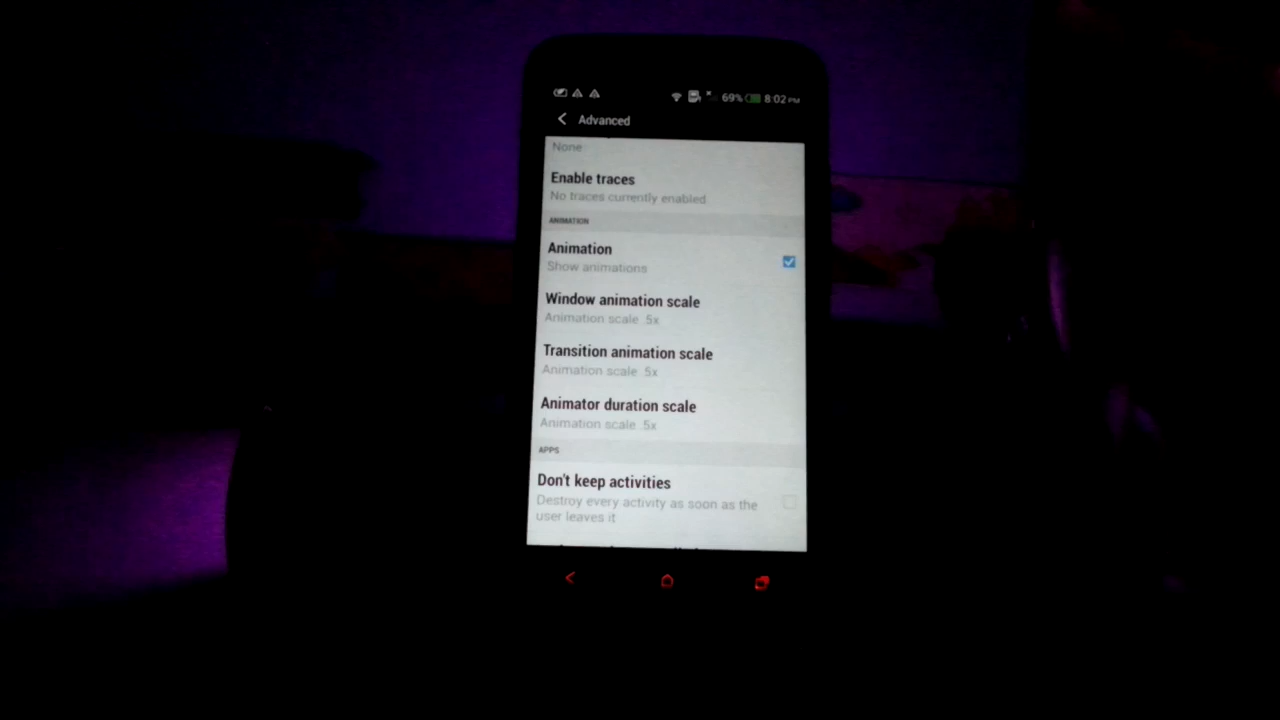 69% 8:02 PM
Advanced
None
Enable traces
No traces currently enabled
ANIMATION
Animation
Show animations
Window animation scale
Animation scale .5x
Transition animation scale
Animation scale .5x
Animator duration scale
Animation scale .5x
APPS
Don't keep activities
Destroy every activity as soon as the
user leaves it